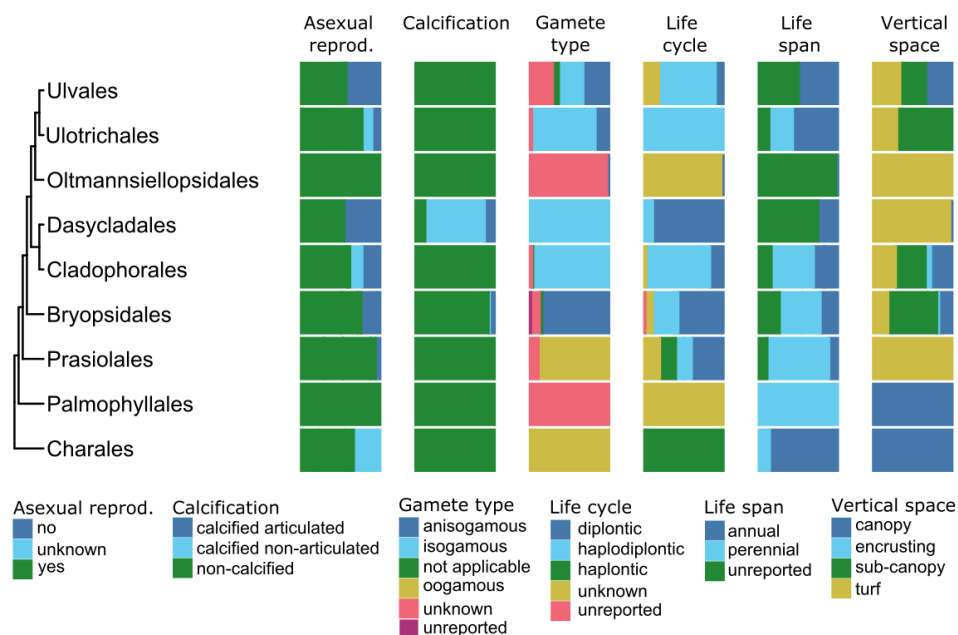 Asexual reprod.
Calcification
Gamete type
Life cycle
Life span
Vertical space
Ulvales
Ulotrichales
Oltmannsiellopsidales
Dasycladales
Cladophorales
Bryopsidales
Prasiolales
Palmophyllales
Charales
Asexual reprod.
no
unknown
yes
Calcification
calcified articulated
calcified non-articulated
non-calcified
Gamete type
anisogamous
isogamous
not applicable
oogamous
unknown
unreported
Life cycle
diplontic
haplodiplontic
haplontic
unknown
unreported
Life span
annual
perennial
unreported
Vertical space
canopy
encrusting
sub-canopy
turf